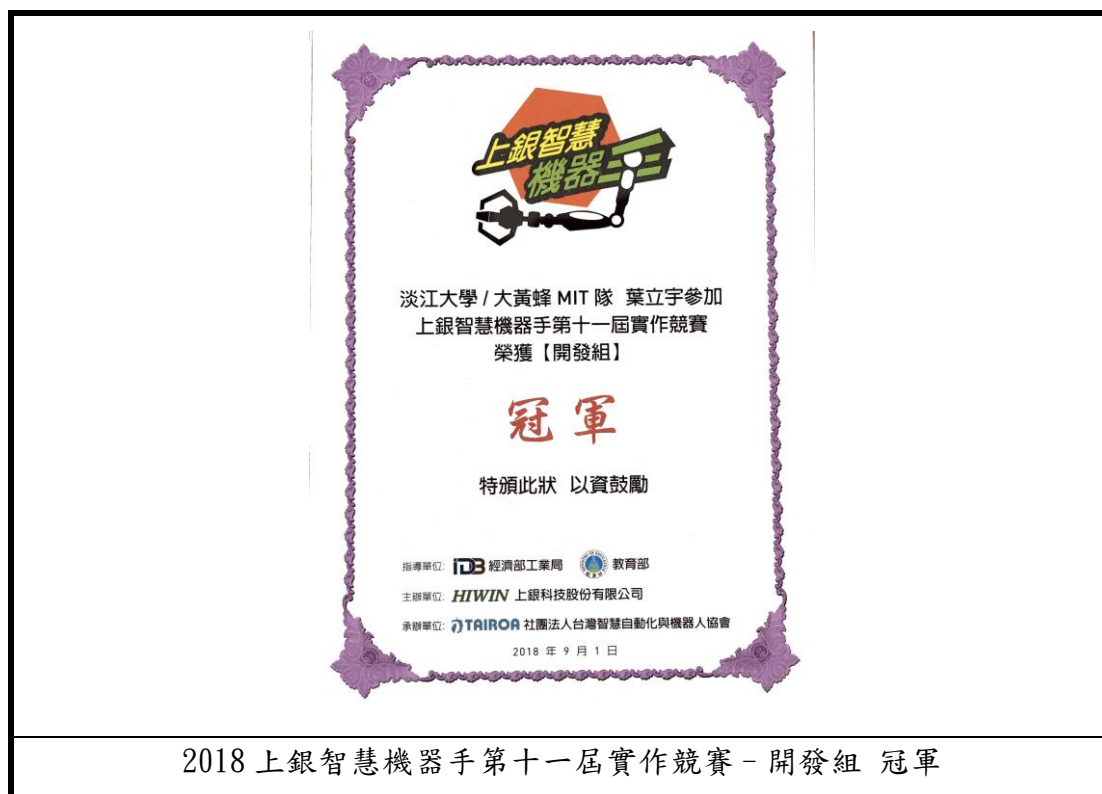 上銀智慧
機器手
淡江大學 / 大黃蜂 MIT 隊 葉立宇參加
上銀智慧機器手第十一屆實作競賽
榮獲【開發組】
冠軍
特頒此狀 以資鼓勵
指導單位: iDB 經濟部工業局 教育部
主辦單位: HIWIN 上銀科技股份有限公司
承辦單位: TAIROA 社團法人台灣智慧自動化與機器人協會
2018 年 9 月 1 日
2018 上銀智慧機器手第十一屆實作競賽－開發組 冠軍